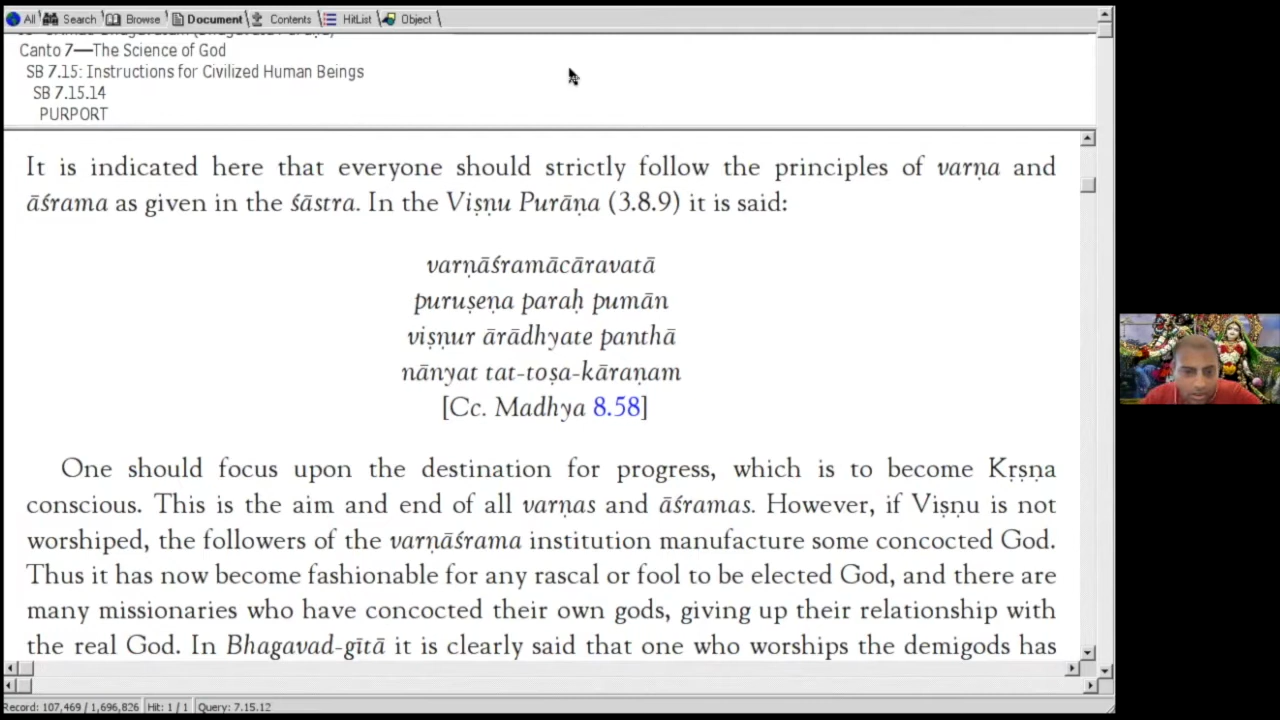 All Search Browse Document Contents HitList Object
Canto 7—The Science of God
SB 7.15: Instructions for Civilized Human Beings
SB 7.15.14
PURPORT
It is indicated here that everyone should strictly follow the principles of varṇa and
āśrama as given in the śāstra. In the Viṣṇu Purāṇa (3.8.9) it is said:
varṇāśramācāravatā
puruṣeṇa paraḥ pumān
viṣṇur ārādhyate panthā
nānyat tat-toṣa-kāraṇam
[Cc. Madhya 8.58]
One should focus upon the destination for progress, which is to become Kṛṣṇa
conscious. This is the aim and end of all varṇas and āśramas. However, if Viṣṇu is not
worshiped, the followers of the varṇāśrama institution manufacture some concocted God.
Thus it has now become fashionable for any rascal or fool to be elected God, and there are
many missionaries who have concocted their own gods, giving up their relationship with
the real God. In Bhagavad-gītā it is clearly said that one who worships the demigods has
Record: 107,469 / 1,696,826 Hit: 1 / 1 Query: 7.15.12